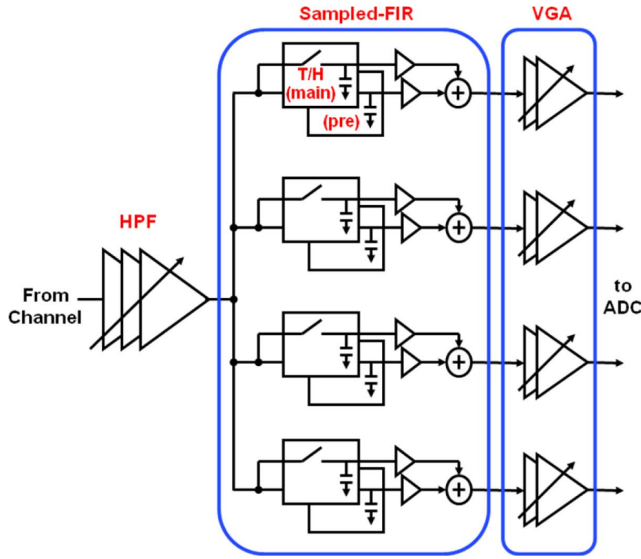 Sampled-FIR
VGA
T/H
(main)
(pre)
HPF
From
Channel
to
ADC